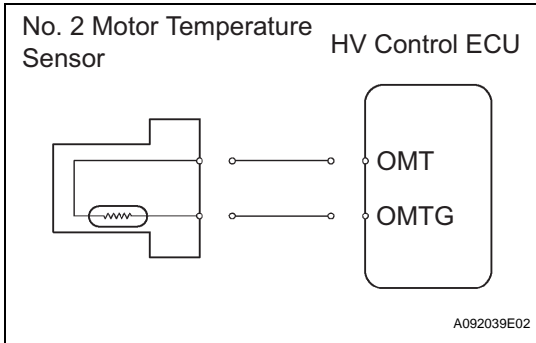 No. 2 Motor Temperature
Sensor
HV Control ECU
OMT
OMTG
A092039E02